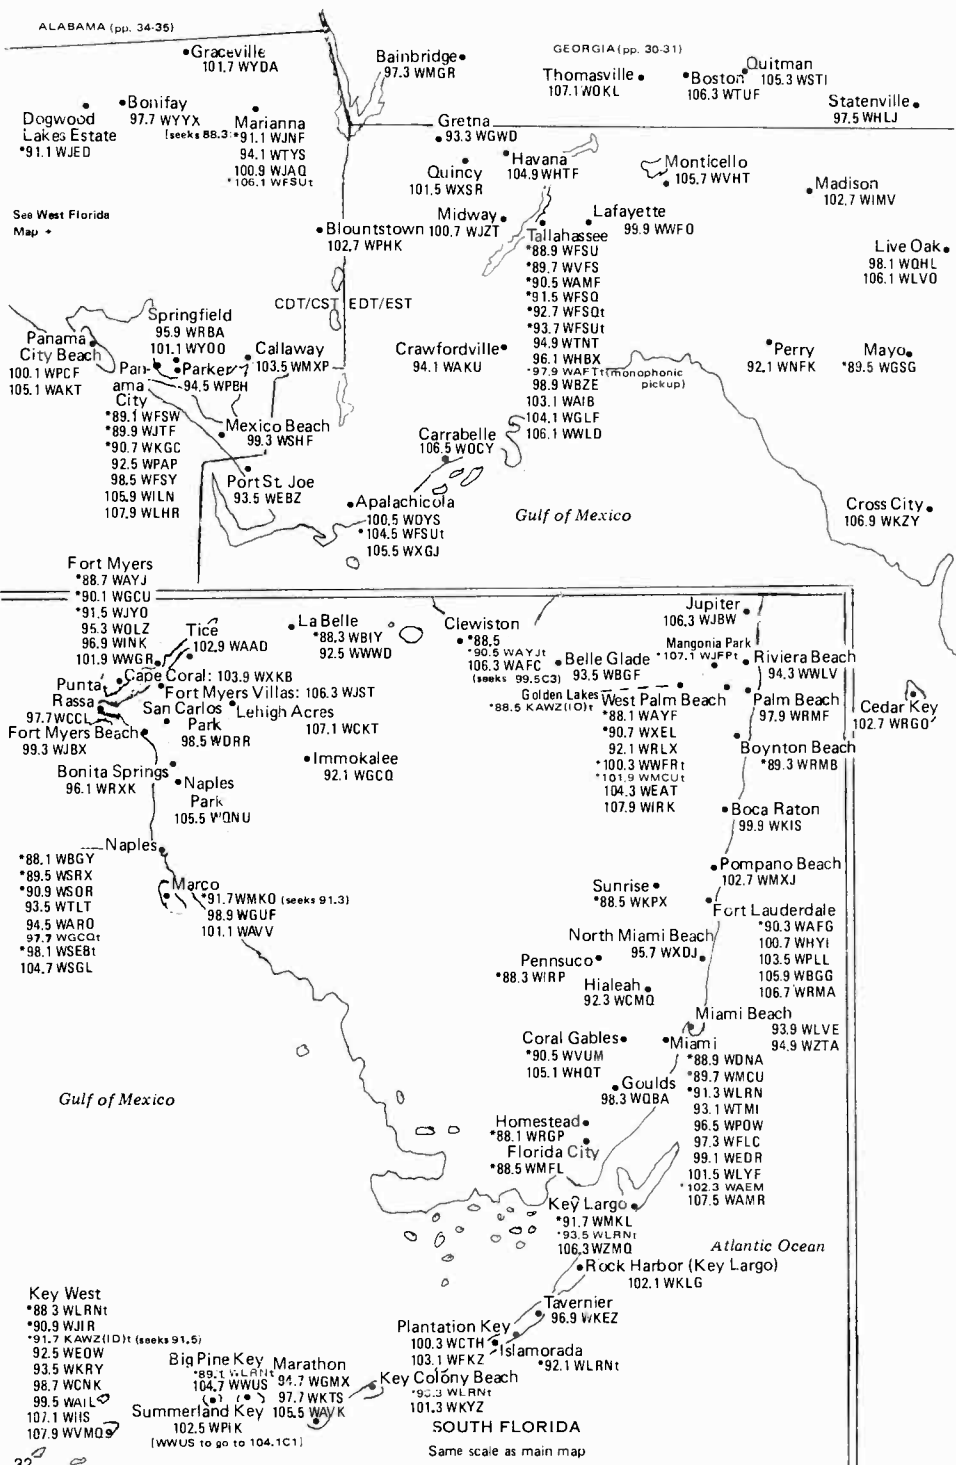 ALABAMA (pp. 34-35)
Graceville
101.7 WYDA
Bainbridge
97.3 WMGR
GEORGIA (pp. 30-31)
Thomasville
107.1 WOKL
Boston
106.3 WTUF
Quitman
105.3 WSTI
Statenville
97.5 WHLJ
Dogwood
Lakes Estate
*91.1 WJED
Bonifay
97.7 WYYX
Marianna
(seeks 88.3) *91.1 WJNF
94.1 WTYS
100.9 WJAQ
*106.1 WFSUt
Gretna
93.3 WGWD
Quincy
101.5 WXSR
Havana
104.9 WHTF
Monticello
105.7 WVHT
Madison
102.7 WIMV
See West Florida
Map
Blountstown
102.7 WPHK
Midway
100.7 WJZT
Lafayette
99.9 WWFO
Tallahassee
*88.9 WFSU
*89.7 WVFS
*90.5 WAMF
*91.5 WFSQ
*92.7 WFSQt
*93.7 WFSUt
94.9 WTNT
96.1 WHBX
*97.9 WAFTt (monophonic
pickup)
98.9 WBZE
103.1 WAIB
104.1 WGLF
106.1 WWLD
Live Oak
98.1 WQHL
106.1 WLVO
CDT/CST EDT/EST
Panama
City Beach
100.1 WPCF
105.1 WAKT
Springfield
95.9 WRBA
101.1 WYOO
Parker
94.5 WPBH
Callaway
103.5 WMXP
Crawfordville
94.1 WAKU
Perry
92.1 WNFK
Mayo
*89.5 WGSG
Pan-
ama
City
*89.1 WFSW
*89.9 WJTF
*90.7 WKGC
92.5 WPAP
98.5 WFSY
105.9 WILN
107.9 WLHR
Mexico Beach
99.3 WSHF
Port St. Joe
93.5 WEBZ
Carrabelle
106.5 WOCY
Apalachicola
100.5 WOYS
*104.5 WFSUt
105.5 WXGJ
Gulf of Mexico
Cross City
106.9 WKZY
Fort Myers
*88.7 WAYJ
*90.1 WGCU
*91.5 WJYO
95.3 WOLZ
96.9 WINK
101.9 WWGR
Tice
102.9 WAAD
La Belle
*88.3 WBIY
92.5 WWWD
Clewiston
*88.5
*90.5 WAYJt
106.3 WAFC
(seeks 99.5C3)
Belle Glade
93.5 WBGF
Jupiter
106.3 WJBW
Mangonia Park
*107.1 WJFPt
Riviera Beach
94.3 WWLV
Punta
Rassa
97.7 WCCL
Cape Coral: 103.9 WXKB
Fort Myers Villas: 106.3 WJST
San Carlos
Park
98.5 WDRR
Lehigh Acres
107.1 WCKT
Golden Lakes
*88.5 KAWZ(ID)t
West Palm Beach
*88.1 WAYF
*90.7 WXEL
92.1 WRLX
*100.3 WWFRt
*101.9 WMCUt
104.3 WEAT
107.9 WIRK
Palm Beach
97.9 WRMF
Cedar Key
102.7 WRGO
Fort Myers Beach
99.3 WJBX
Bonita Springs
96.1 WRXK
Naples
Park
105.5 WQNU
Immokalee
92.1 WGCQ
Boynton Beach
*89.3 WRMB
Boca Raton
99.9 WKIS
Naples
*88.1 WBGY
*89.5 WSRX
*90.9 WSOR
93.5 WTLT
94.5 WARO
97.7 WGCQt
*98.1 WSEBt
104.7 WSGL
Marco
*91.7 WMKO (seeks 91.3)
98.9 WGUF
101.1 WAVV
Pompano Beach
102.7 WMXJ
Sunrise
*88.5 WKPX
Fort Lauderdale
*90.3 WAFG
100.7 WHYI
103.5 WPLL
105.9 WBGG
106.7 WRMA
North Miami Beach
95.7 WXDJ
Pennsuco
*88.3 WIRP
Hialeah
92.3 WCMQ
Miami Beach
93.9 WLVE
94.9 WZTA
Coral Gables
*90.5 WVUM
105.1 WHQT
Miami
*88.9 WDNA
*89.7 WMCU
*91.3 WLRN
93.1 WTMI
96.5 WPOW
97.3 WFLC
99.1 WEDR
101.5 WLYF
*102.3 WAEM
107.5 WAMR
Goulds
98.3 WQBA
Gulf of Mexico
Homestead
*88.1 WRGP
Florida City
*88.5 WMFL
Key Largo
*91.7 WMKL
*93.5 WLRNt
106.3 WZMQ
Atlantic Ocean
Rock Harbor (Key Largo)
102.1 WKLG
Tavernier
96.9 WKEZ
Plantation Key
100.3 WCTH
103.1 WFKZ
Islamorada
*92.1 WLRNt
Key West
*88.3 WLRNt
*90.9 WJIR
*91.7 KAWZ(ID)t (seeks 91.5)
92.5 WEOW
93.5 WKRY
98.7 WCNK
99.5 WAIL
107.1 WIIS
107.9 WVMQ
Big Pine Key
*89.1 WLRNt
104.7 WWUS
Marathon
94.7 WGMX
97.7 WKTS
105.5 WAVK
Key Colony Beach
WLRNt
101.3 WKYZ
Summerland Key
102.5 WPIK
(WWUS to go to 104.1C1)
SOUTH FLORIDA
Same scale as main map
32